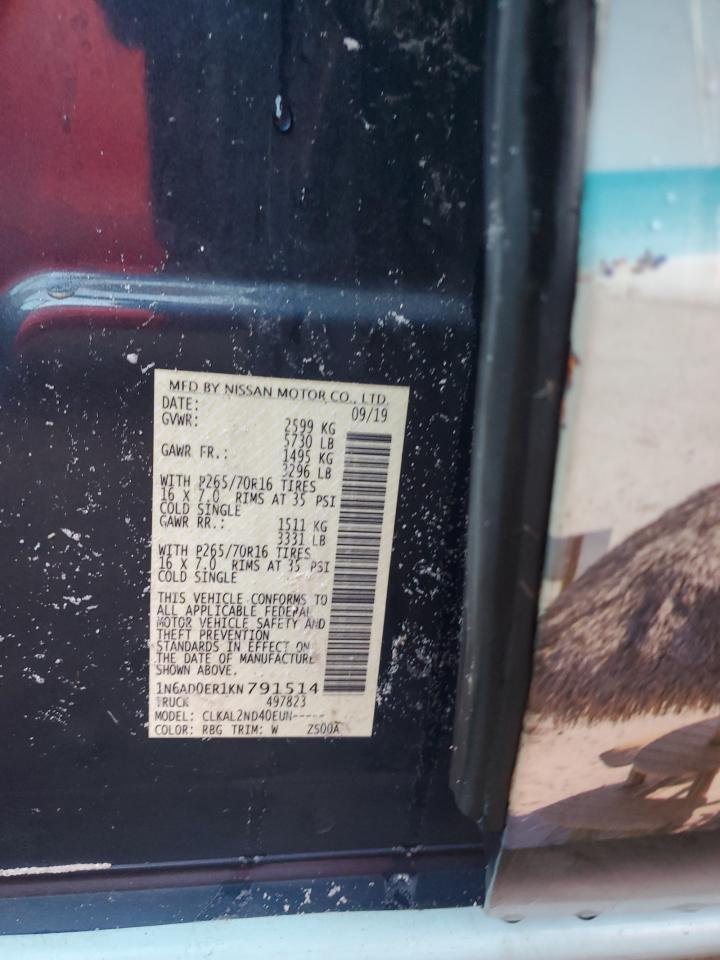 MFD BY NISSAN MOTOR CO., LTD.
DATE: 09/19
GVWR: 2599 KG
5730 LB
GAWR FR.: 1495 KG
3296 LB
WITH P265/70R16 TIRES
16 X 7.0 RIMS AT 35 PSI
COLD SINGLE
GAWR RR.: 1511 KG
3331 LB
WITH P265/70R16 TIRES
16 X 7.0 RIMS AT 35 PSI
COLD SINGLE
THIS VEHICLE CONFORMS TO
ALL APPLICABLE FEDERAL
MOTOR VEHICLE SAFETY AND
THEFT PREVENTION
STANDARDS IN EFFECT ON
THE DATE OF MANUFACTURE
SHOWN ABOVE.
1N6AD0ER1KN791514
TRUCK 497823
MODEL: CLKAL2ND40EUN-----
COLOR: RBG TRIM: W ZS00A